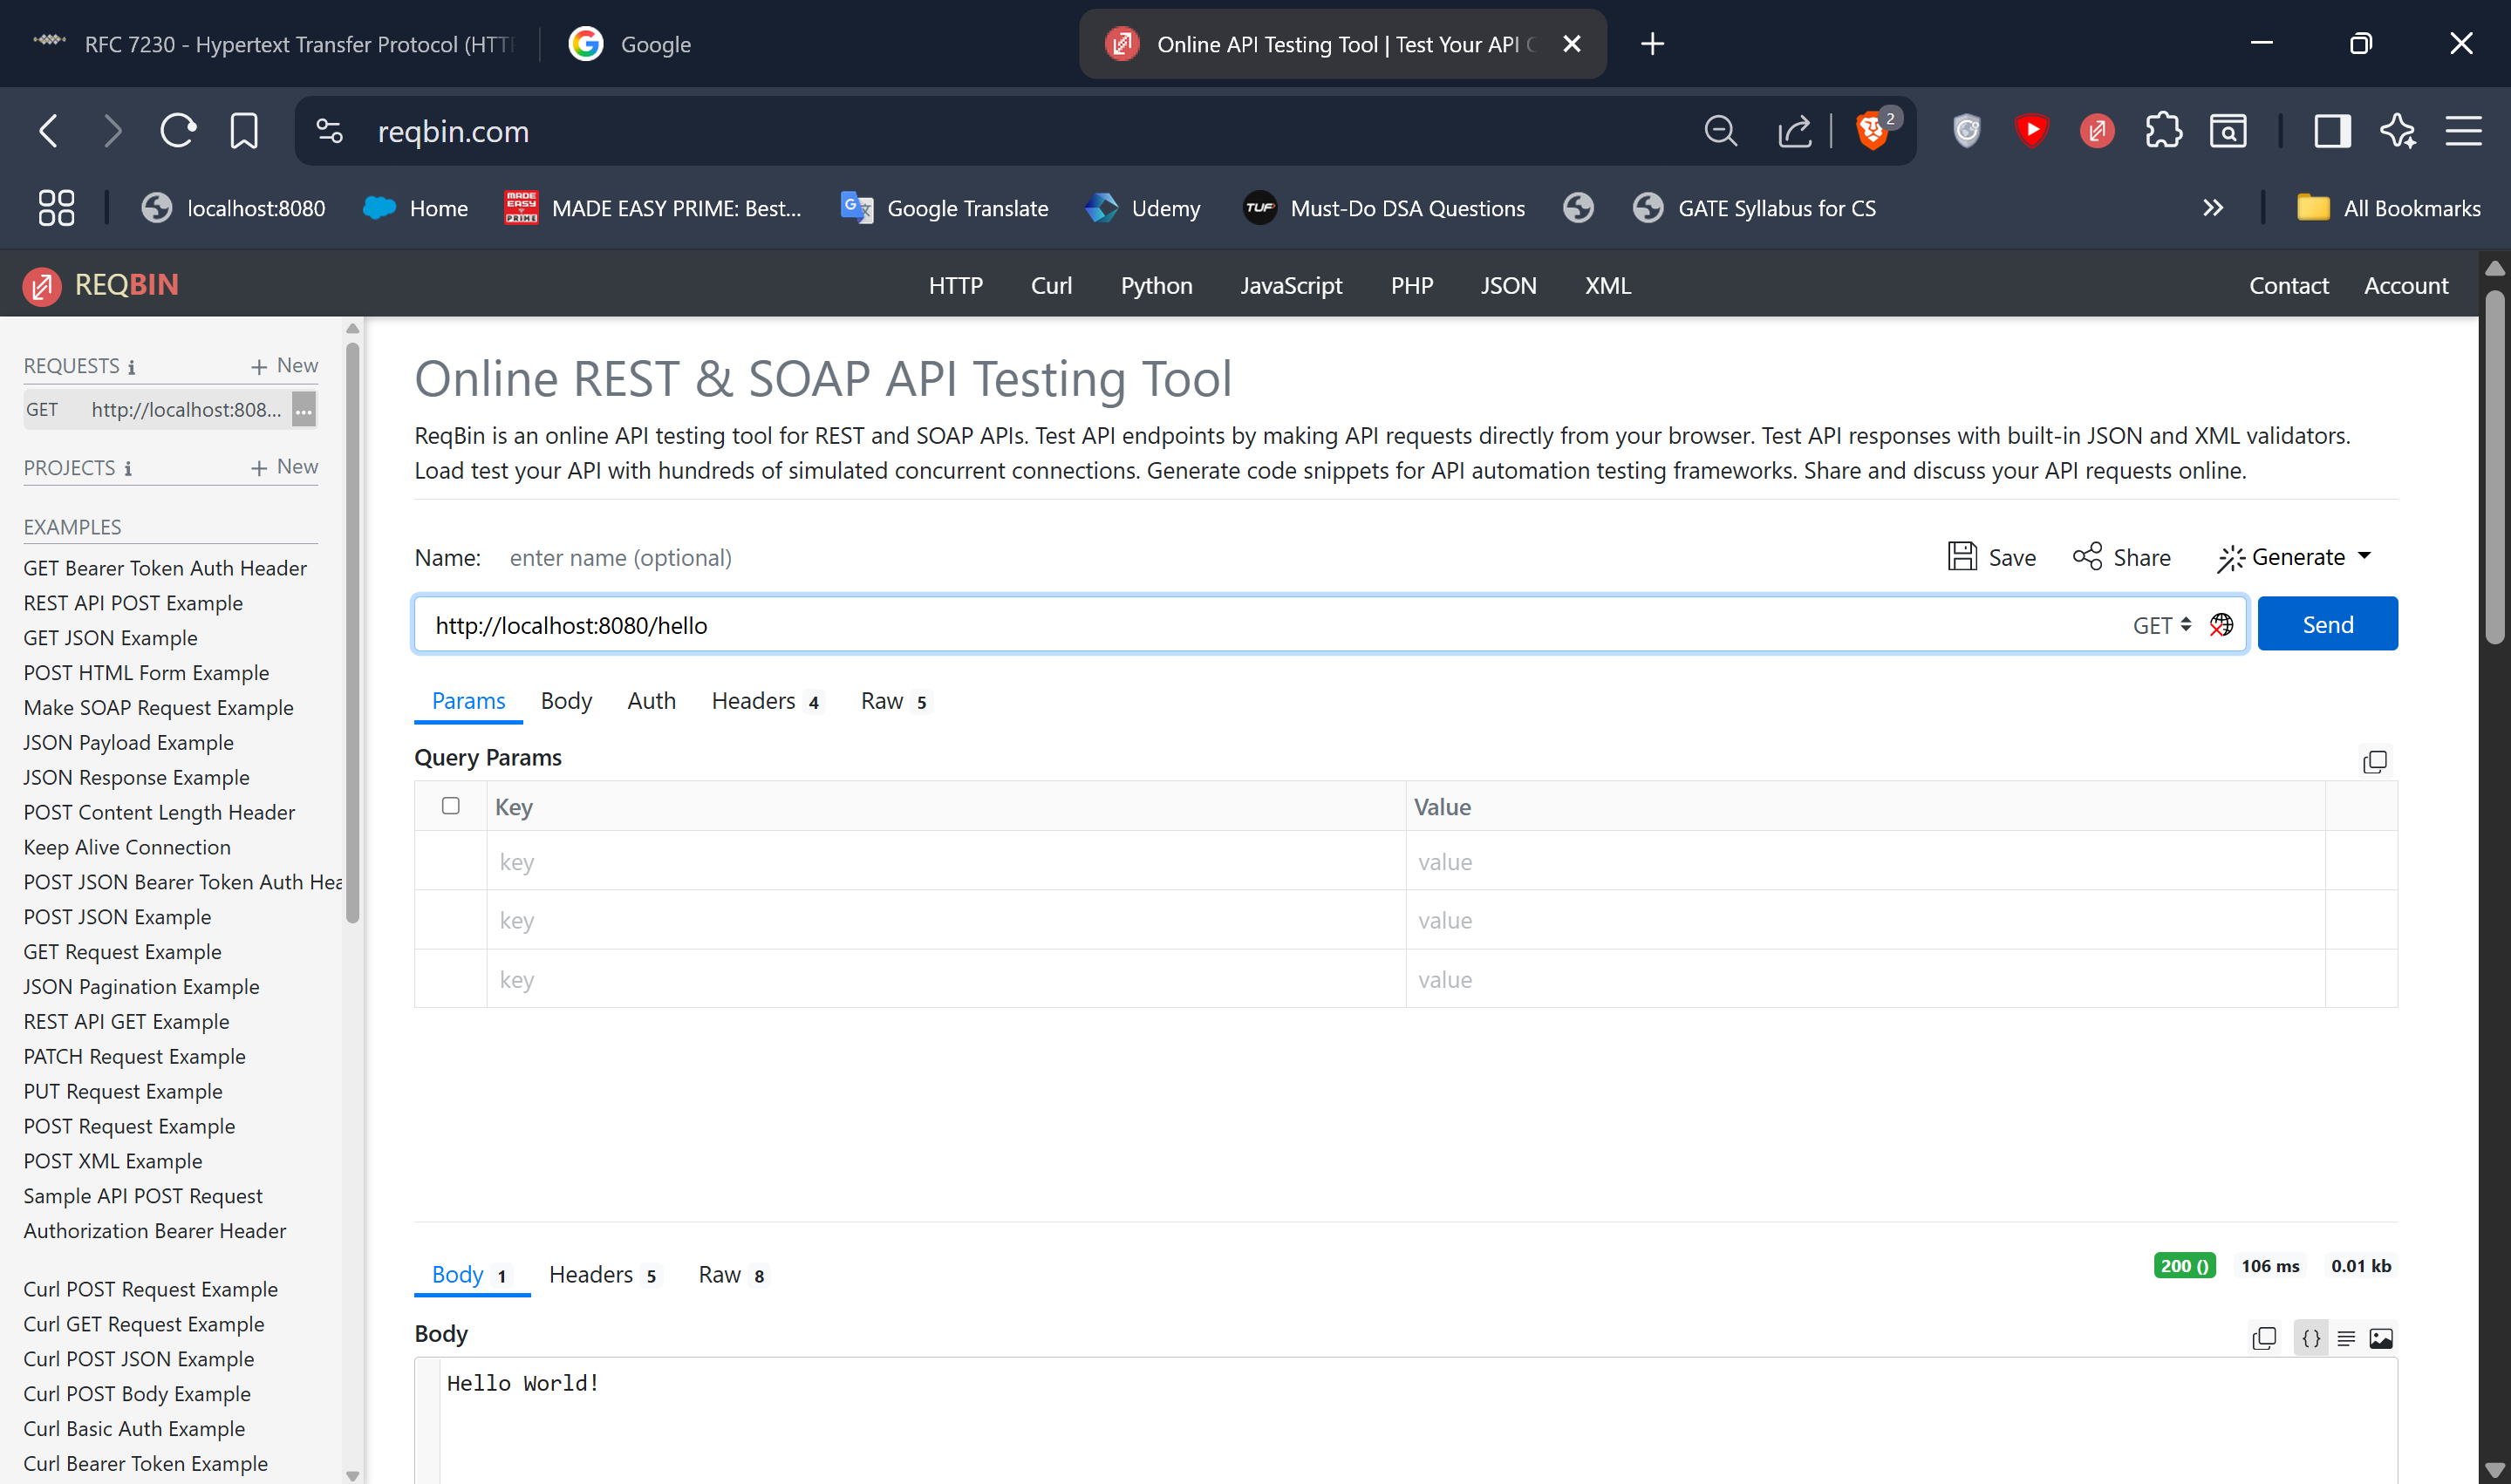 RFC 7230 - Hypertext Transfer Protocol (HTT
Google
Online API Testing Tool | Test Your API
reqbin.com
2
localhost:8080
Home
MADE EASY PRIME
MADE EASY PRIME: Best...
Google Translate
Udemy
TUF
Must-Do DSA Questions
GATE Syllabus for CS
All Bookmarks
REQBIN
HTTP
Curl
Python
JavaScript
PHP
JSON
XML
Contact
Account
REQUESTS
+ New
GET http://localhost:808... ...
PROJECTS
+ New
EXAMPLES
GET Bearer Token Auth Header
REST API POST Example
GET JSON Example
POST HTML Form Example
Make SOAP Request Example
JSON Payload Example
JSON Response Example
POST Content Length Header
Keep Alive Connection
POST JSON Bearer Token Auth Hea
POST JSON Example
GET Request Example
JSON Pagination Example
REST API GET Example
PATCH Request Example
PUT Request Example
POST Request Example
POST XML Example
Sample API POST Request
Authorization Bearer Header
Curl POST Request Example
Curl GET Request Example
Curl POST JSON Example
Curl POST Body Example
Curl Basic Auth Example
Curl Bearer Token Example
Online REST & SOAP API Testing Tool
ReqBin is an online API testing tool for REST and SOAP APIs. Test API endpoints by making API requests directly from your browser. Test API responses with built-in JSON and XML validators.
Load test your API with hundreds of simulated concurrent connections. Generate code snippets for API automation testing frameworks. Share and discuss your API requests online.
Name: enter name (optional)
Save
Share
Generate
http://localhost:8080/hello
GET
Send
Params
Body
Auth
Headers 4
Raw 5
Query Params
Key
Value
key
value
key
value
key
value
Body 1
Headers 5
Raw 8
200 ()
106 ms
0.01 kb
Body
{}
Hello World!